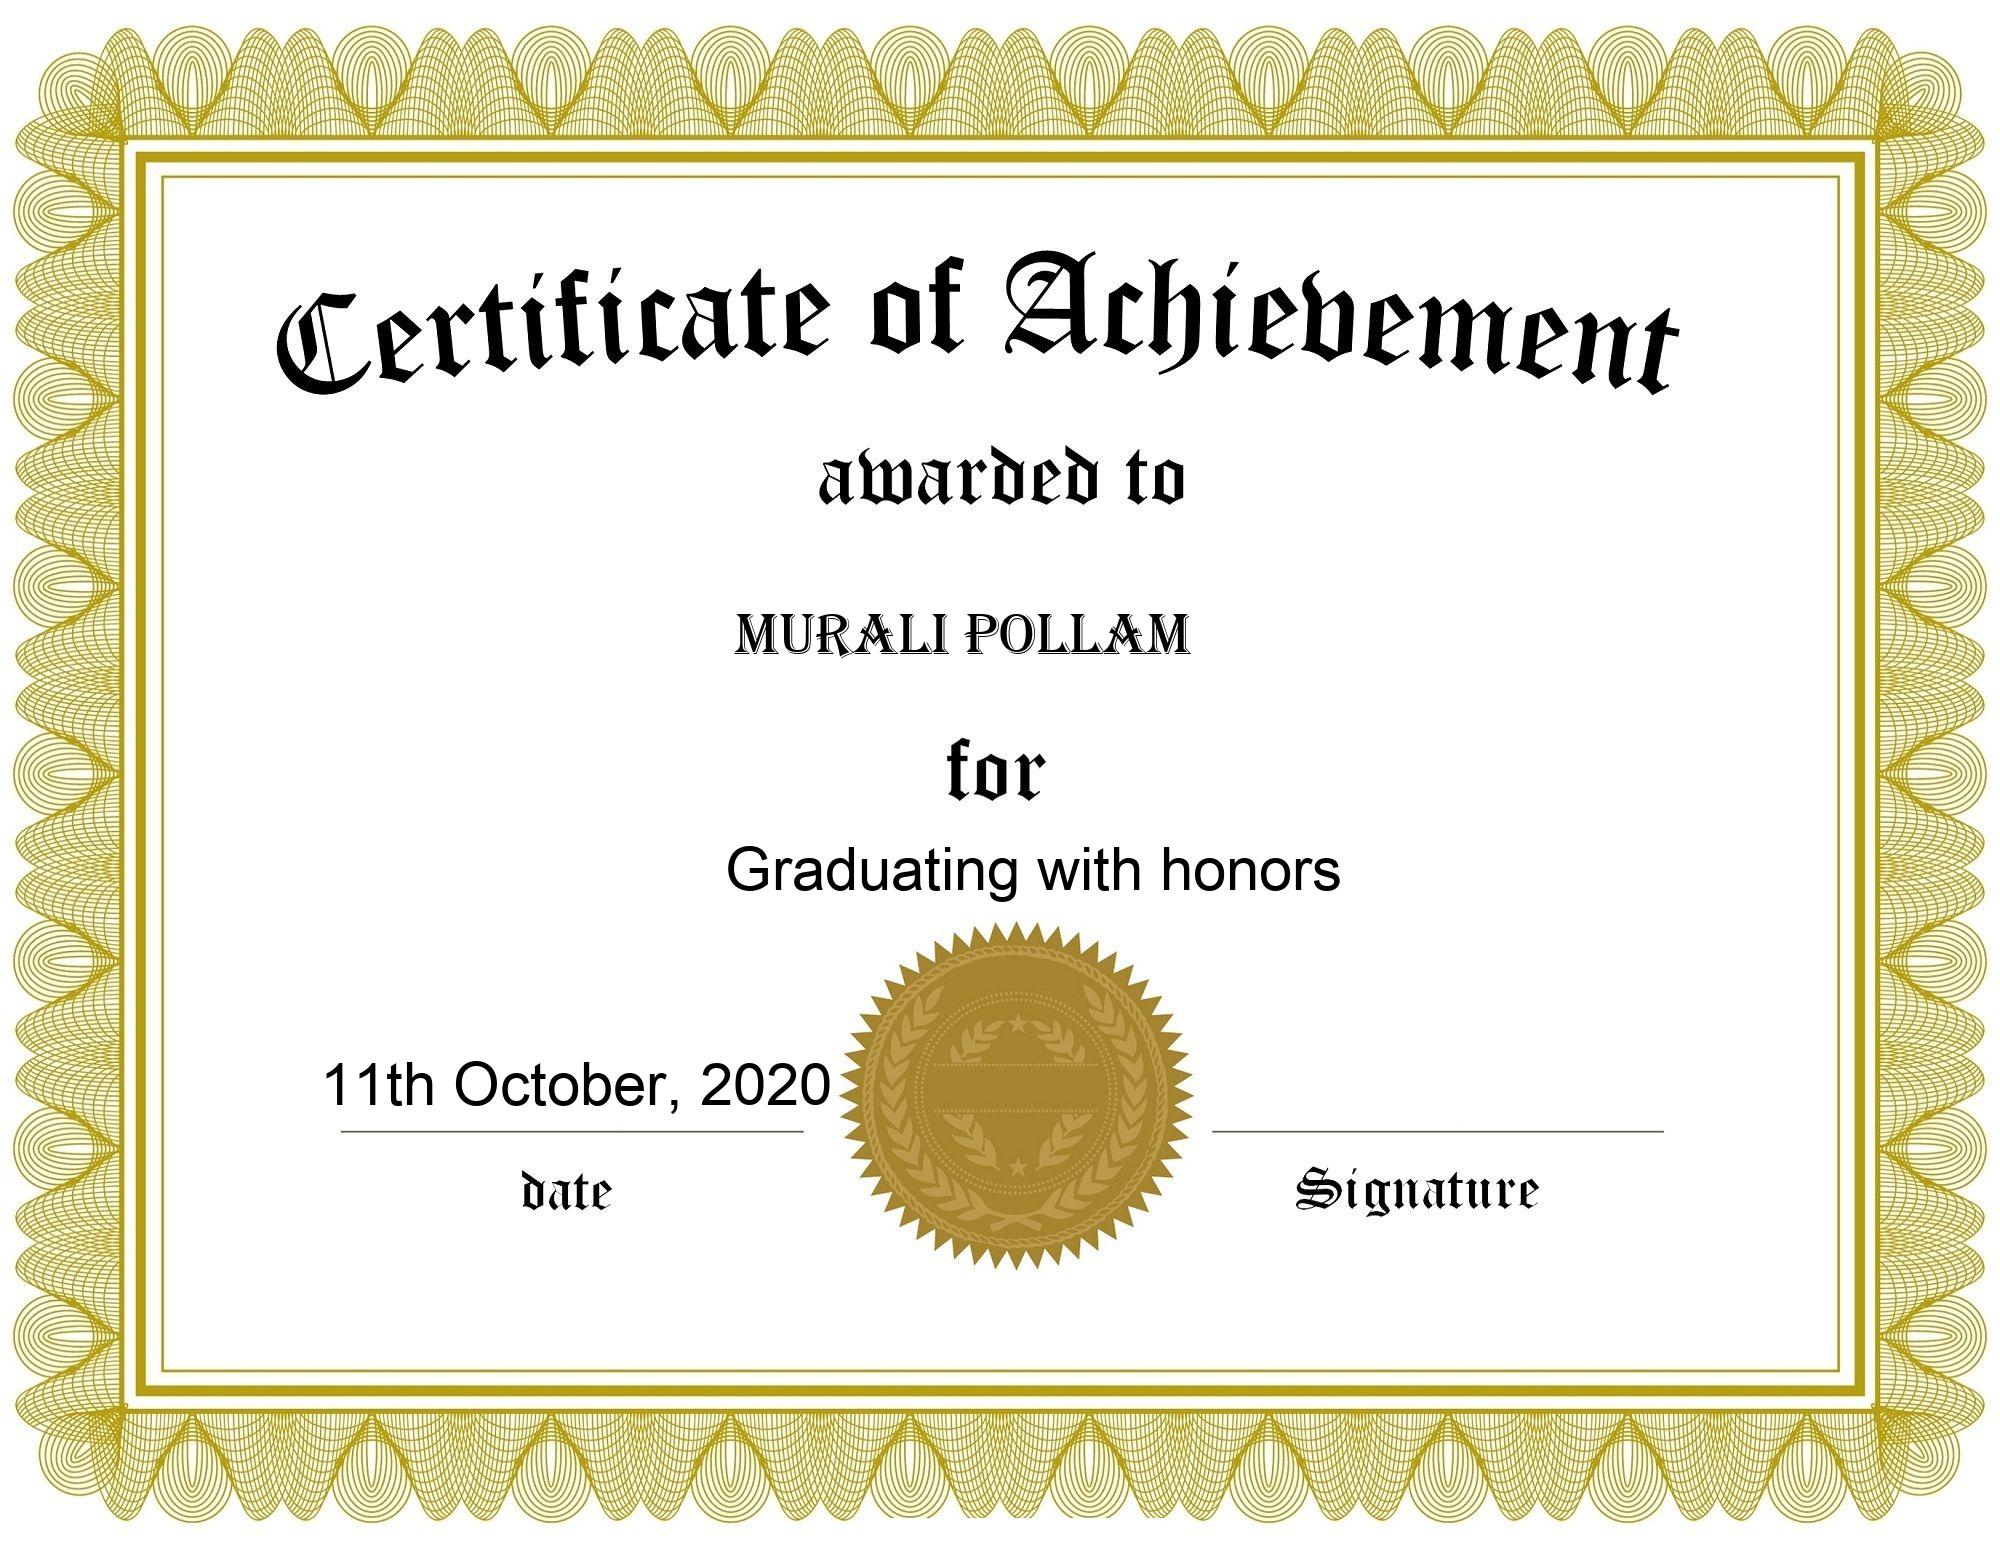 Certificate of Achievement
awarded to
MURALI POLLAM
for
Graduating with honors
11th October, 2020
date
Signature